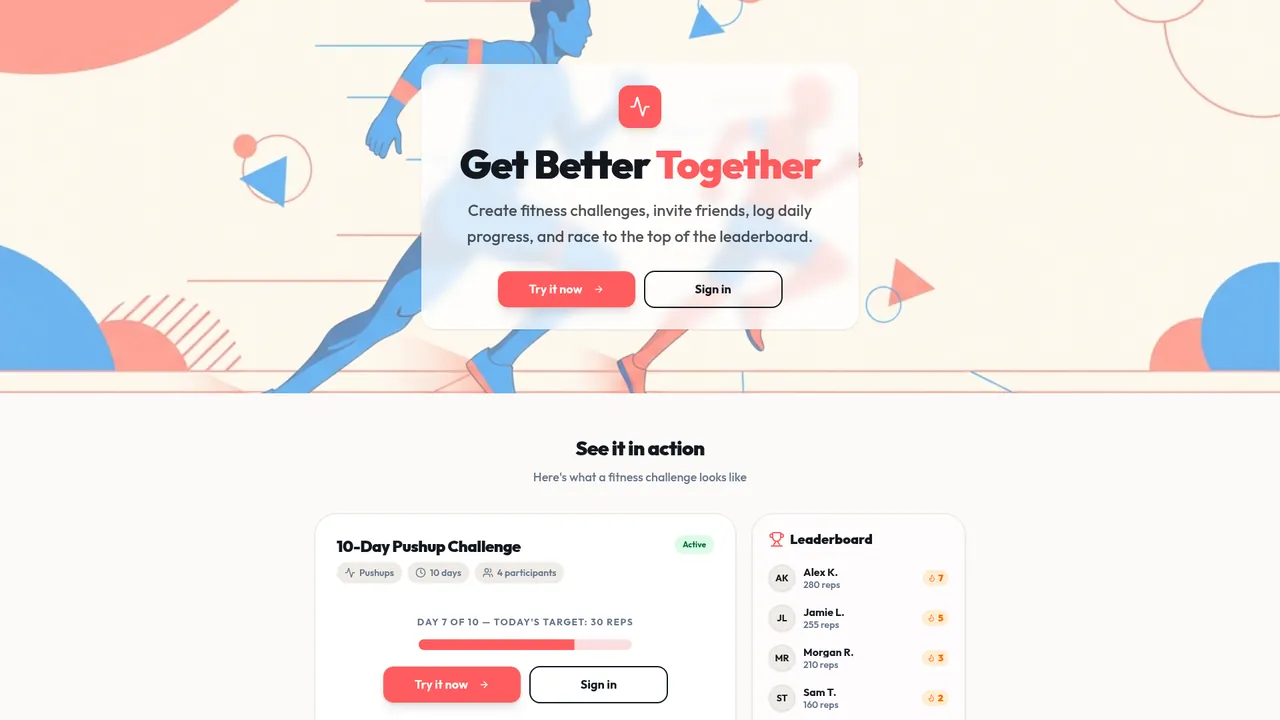 Get Better Together
Create fitness challenges, invite friends, log daily
progress, and race to the top of the leaderboard.
Try it now
Sign in
See it in action
Here's what a fitness challenge looks like
10-Day Pushup Challenge
Active
Pushups
10 days
4 participants
DAY 7 OF 10 — TODAY'S TARGET: 30 REPS
Try it now
Sign in
Leaderboard
AK
Alex K.
280 reps
7
JL
Jamie L.
255 reps
5
MR
Morgan R.
210 reps
3
ST
Sam T.
160 reps
2